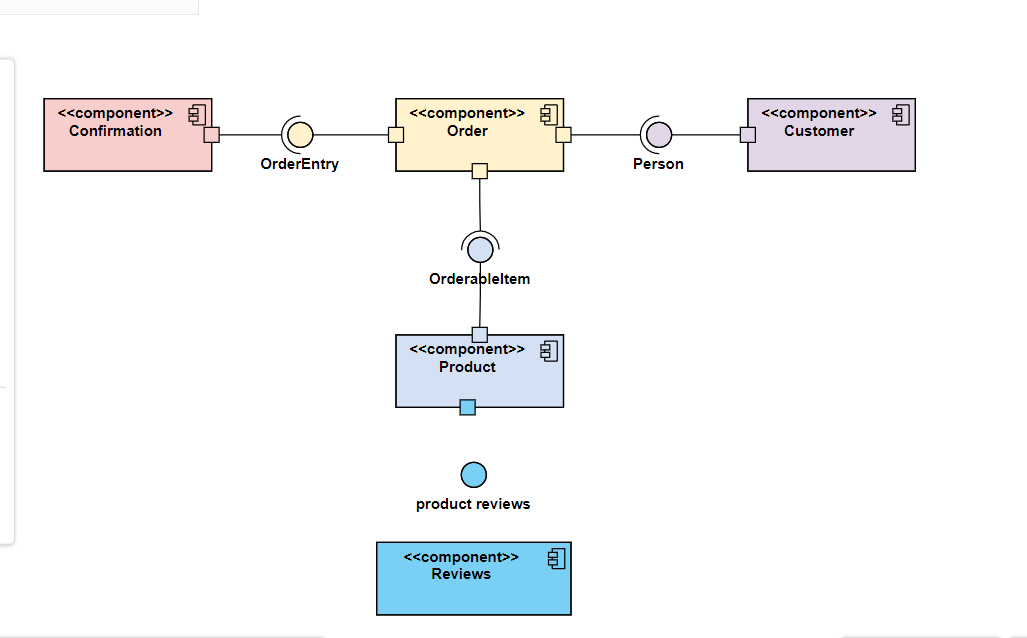 <<component>>
Confirmation
OrderEntry
<<component>>
Order
Person
<<component>>
Customer
OrderableItem
<<component>>
Product
product reviews
<<component>>
Reviews